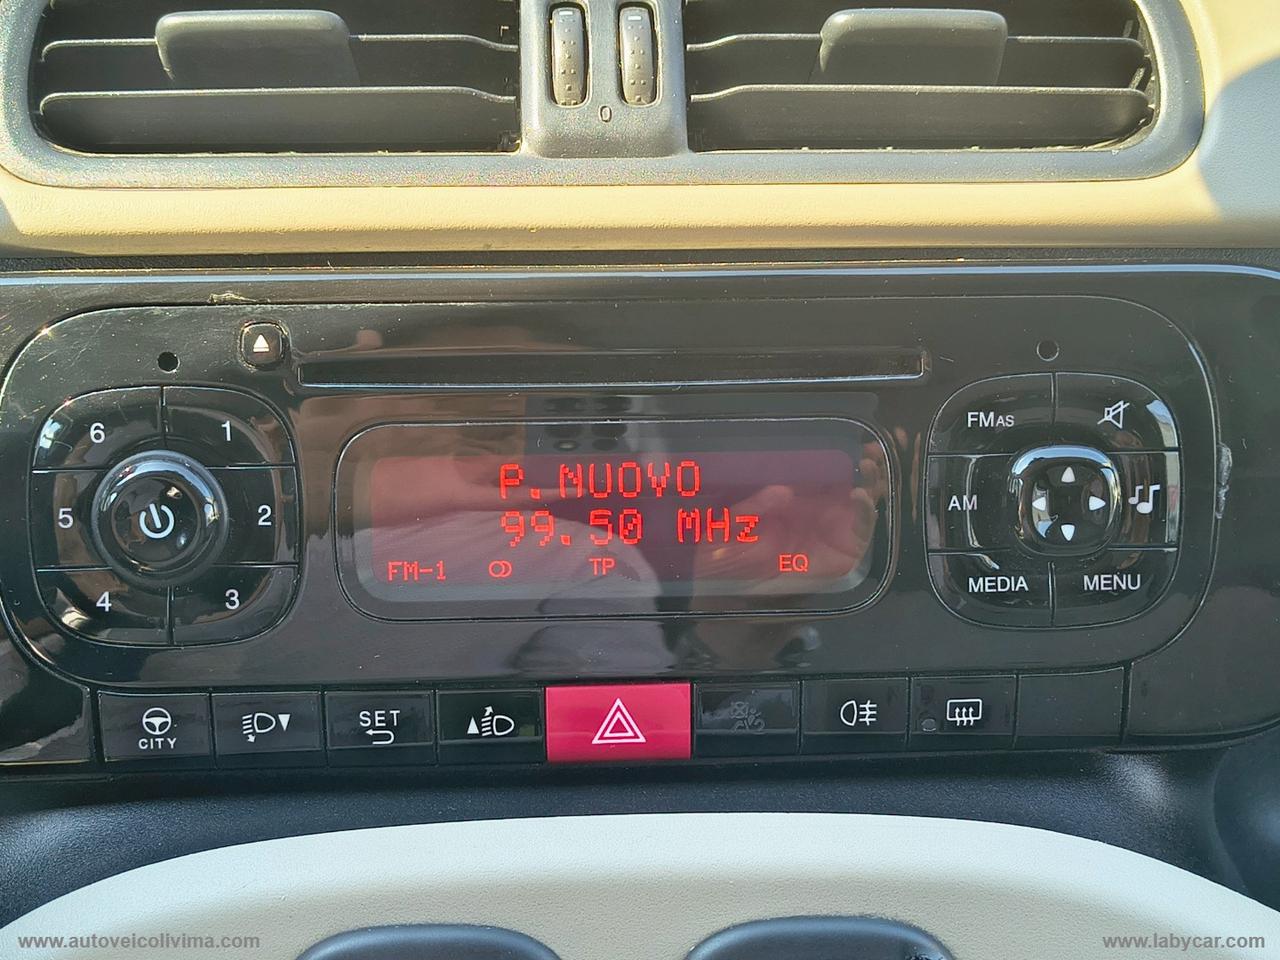 0
6
1
5
2
4
3
P.NUOVO
99.50 MHz
FM-1 TP EQ
FMAS
AM
MEDIA
MENU
CITY
SET
www.autoveicolivima.com
www.labycar.com